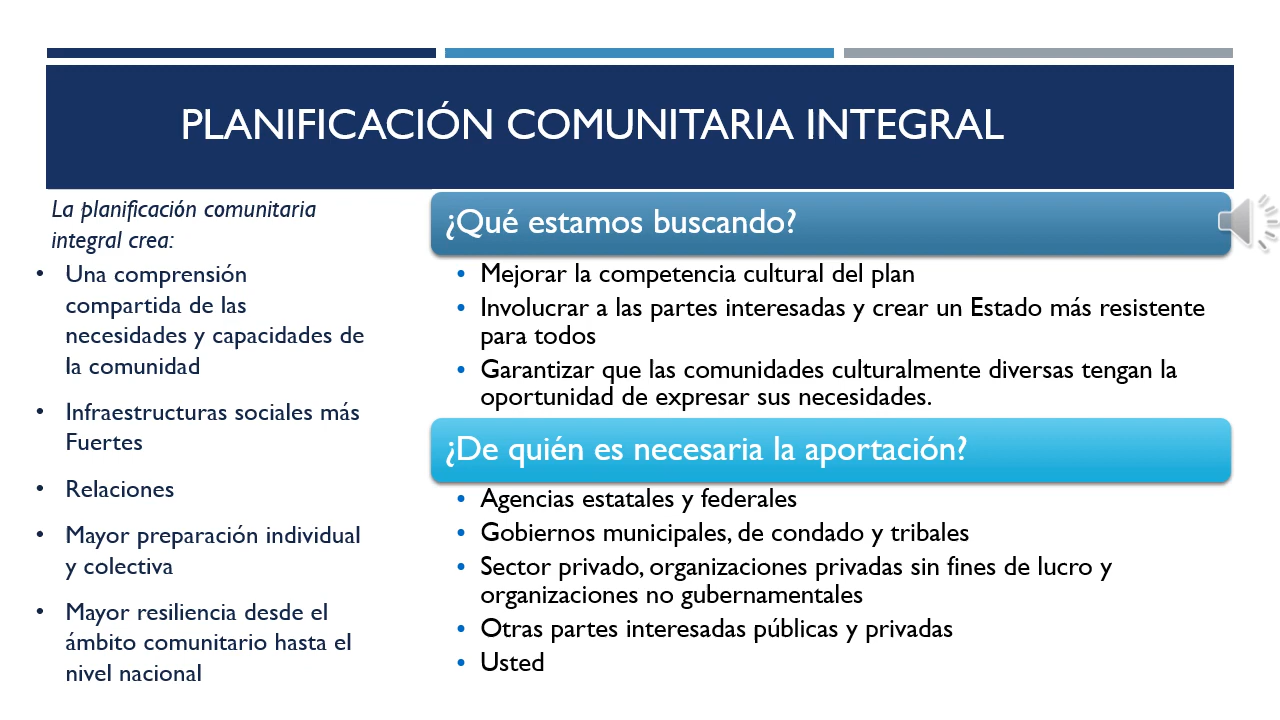 PLANIFICACIÓN COMUNITARIA INTEGRAL
La planificación comunitaria
integral crea:
• Una comprensión
compartida de las
necesidades y capacidades de
la comunidad
• Infraestructuras sociales más
Fuertes
• Relaciones
• Mayor preparación individual
y colectiva
• Mayor resiliencia desde el
ámbito comunitario hasta el
nivel nacional
¿Qué estamos buscando?
• Mejorar la competencia cultural del plan
• Involucrar a las partes interesadas y crear un Estado más resistente
para todos
• Garantizar que las comunidades culturalmente diversas tengan la
oportunidad de expresar sus necesidades.
¿De quién es necesaria la aportación?
• Agencias estatales y federales
• Gobiernos municipales, de condado y tribales
• Sector privado, organizaciones privadas sin fines de lucro y
organizaciones no gubernamentales
• Otras partes interesadas públicas y privadas
• Usted